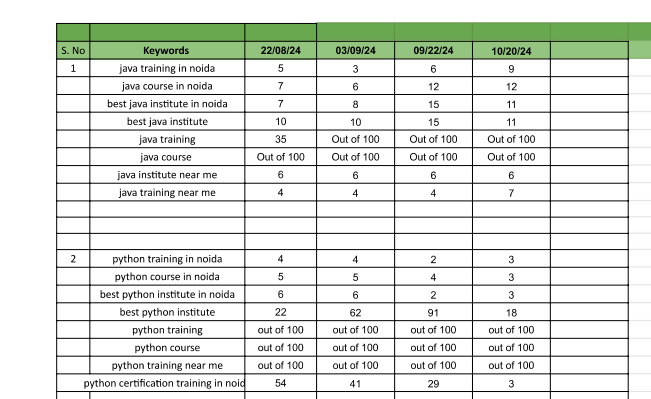 S. No Keywords 22/08/24 03/09/24 09/22/24 10/20/24
1 java training in noida 5 3 6 9
java course in noida 7 6 12 12
best java institute in noida 7 8 15 11
best java institute 10 10 15 11
java training 35 Out of 100 Out of 100 Out of 100
java course Out of 100 Out of 100 Out of 100 Out of 100
java institute near me 6 6 6 6
java training near me 4 4 4 7
2 python training in noida 4 4 2 3
python course in noida 5 5 4 3
best python institute in noida 6 6 2 3
best python institute 22 62 91 18
python training out of 100 out of 100 out of 100 out of 100
python course out of 100 out of 100 out of 100 out of 100
python training near me out of 100 out of 100 out of 100 out of 100
python certification training in noid 54 41 29 3